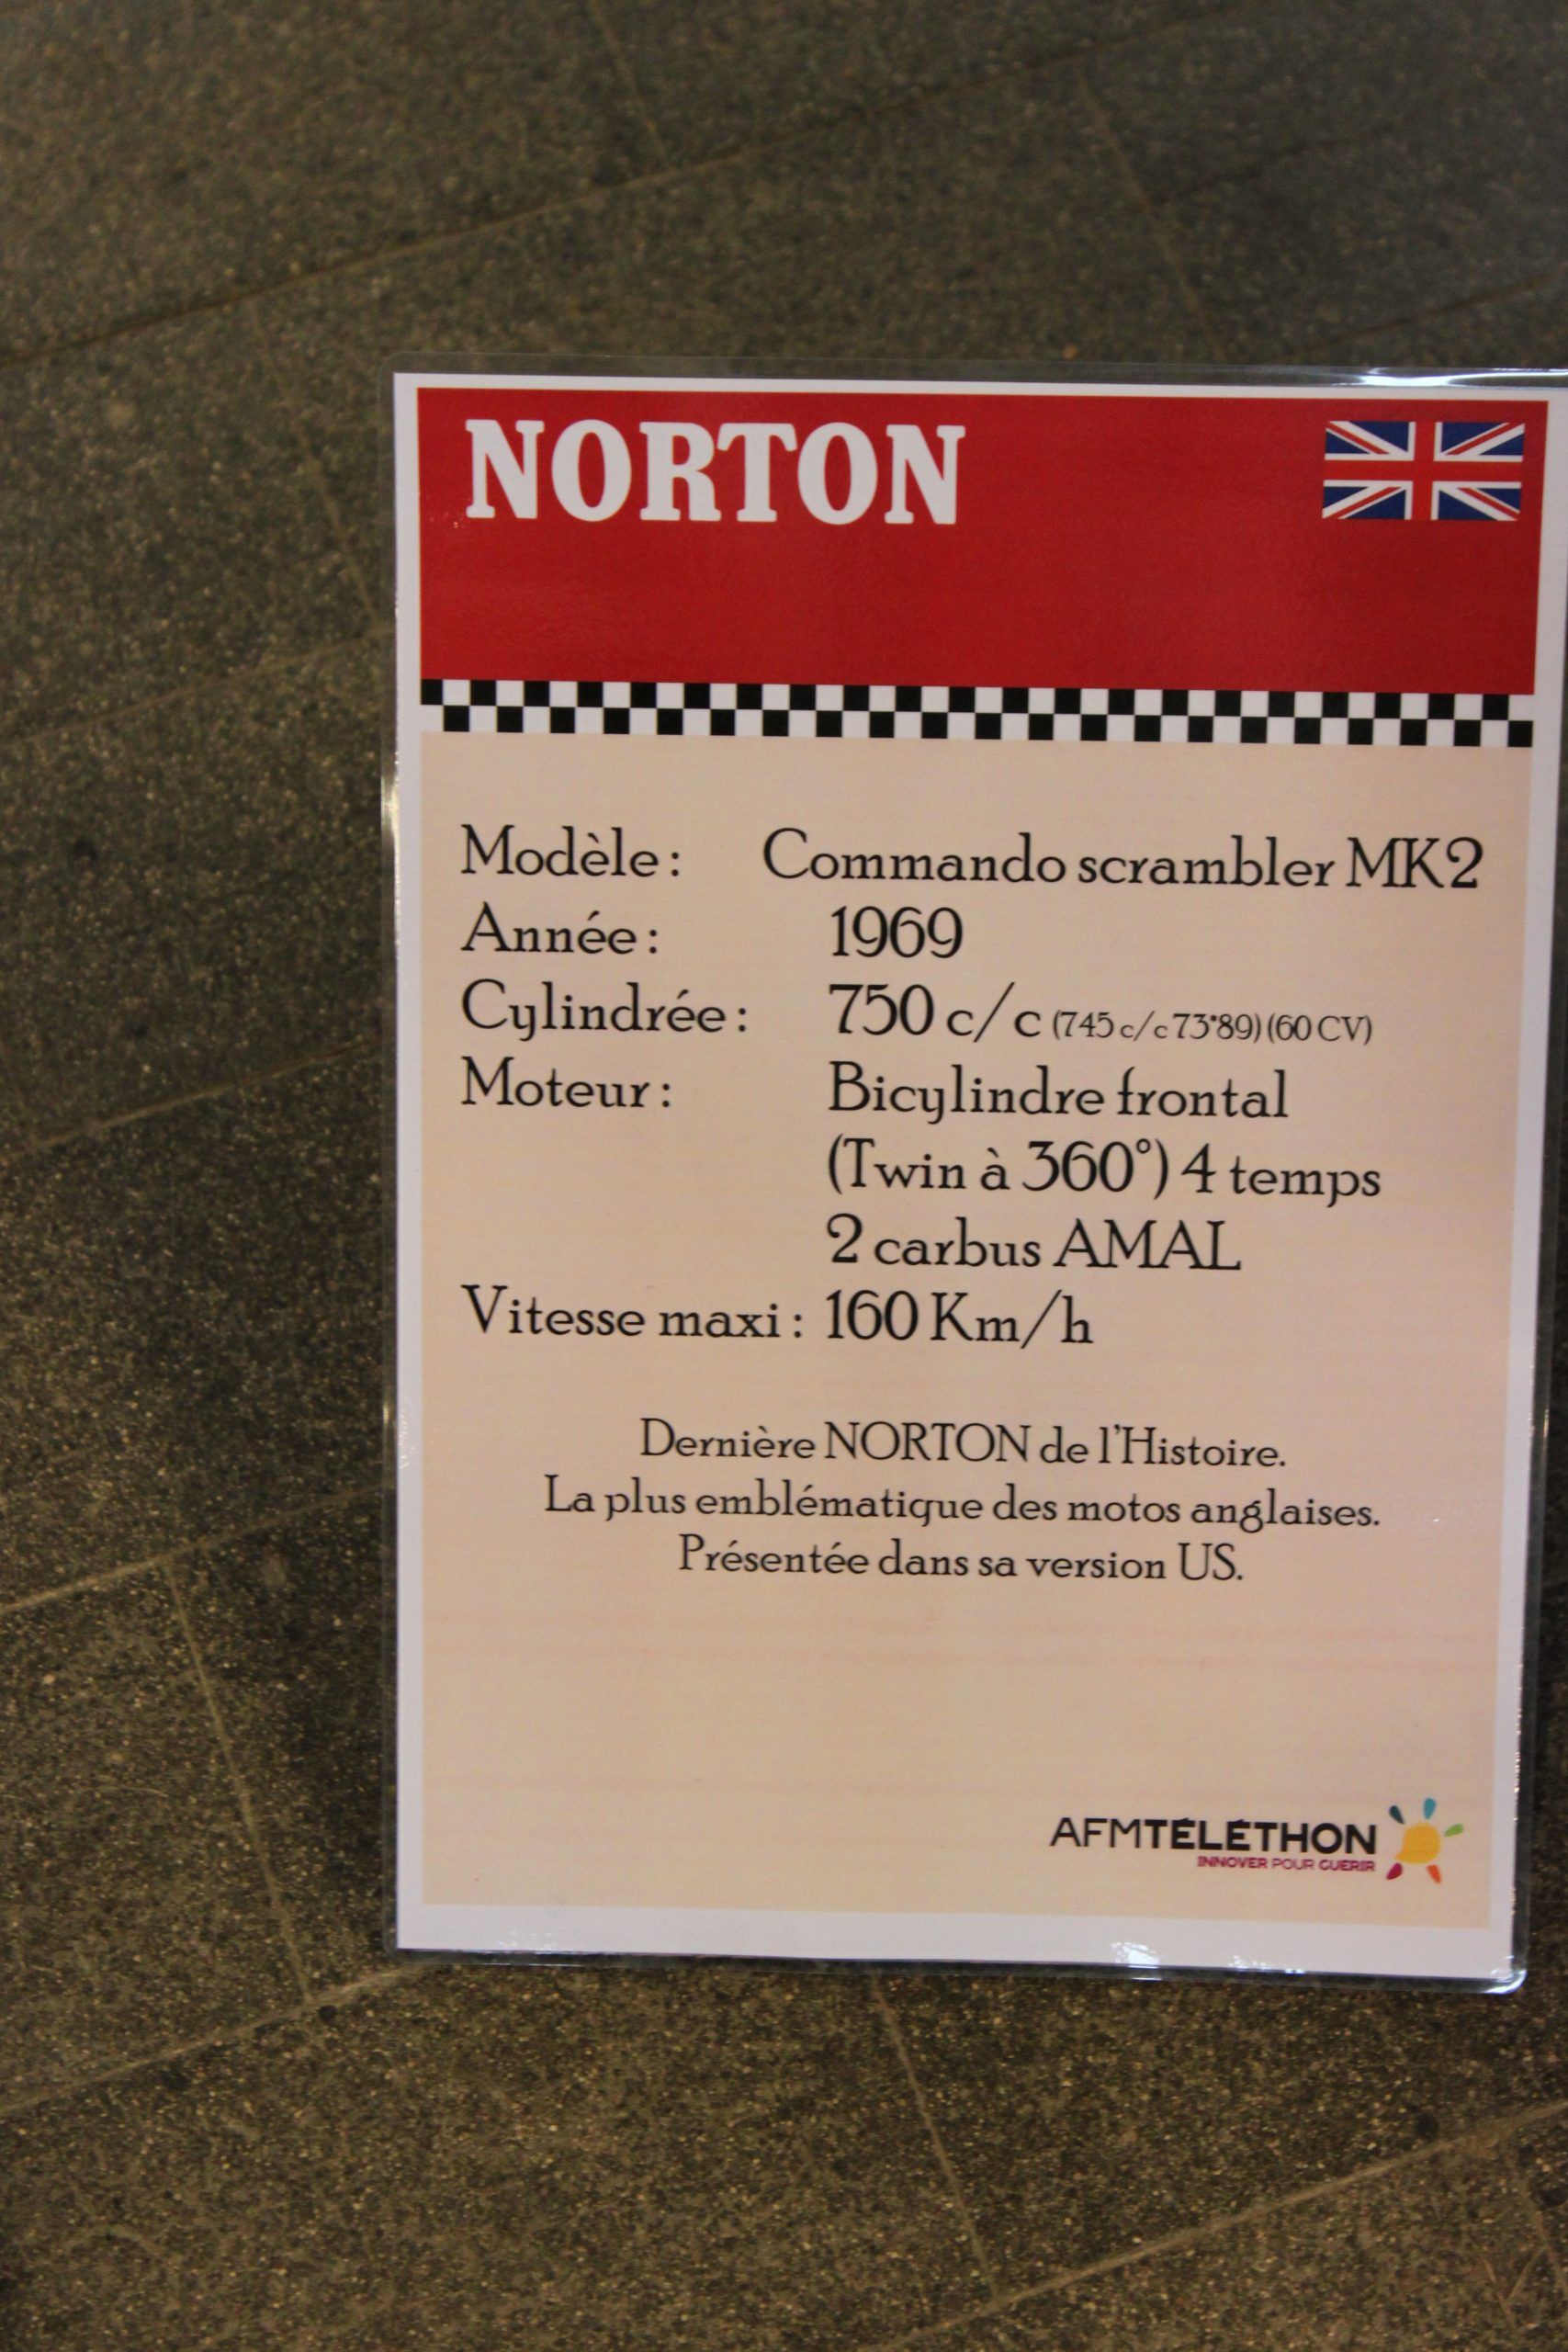 NORTON
Modèle : Commando scrambler MK2
Année : 1969
Cylindrée : 750 c/c (745 c/c 73*89) (60 CV)
Moteur : Bicylindre frontal
(Twin à 360°) 4 temps
2 carbus AMAL
Vitesse maxi : 160 Km/h
Dernière NORTON de l'Histoire.
La plus emblématique des motos anglaises.
Présentée dans sa version US.
AFMTÉLÉTHON
INNOVER POUR GUÉRIR